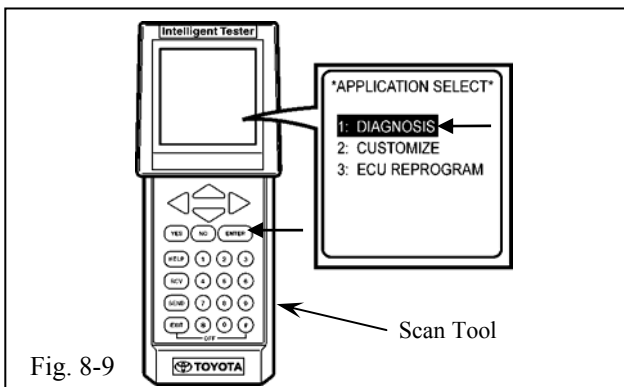 Intelligent Tester
*APPLICATION SELECT*
1: DIAGNOSIS
2: CUSTOMIZE
3: ECU REPROGRAM
YES NO ENTER
HELP 1 2 3
RCV 4 5 6
SEND 7 8 9
EXIT * 0 #
OFF
Scan Tool
TOYOTA
Fig. 8-9